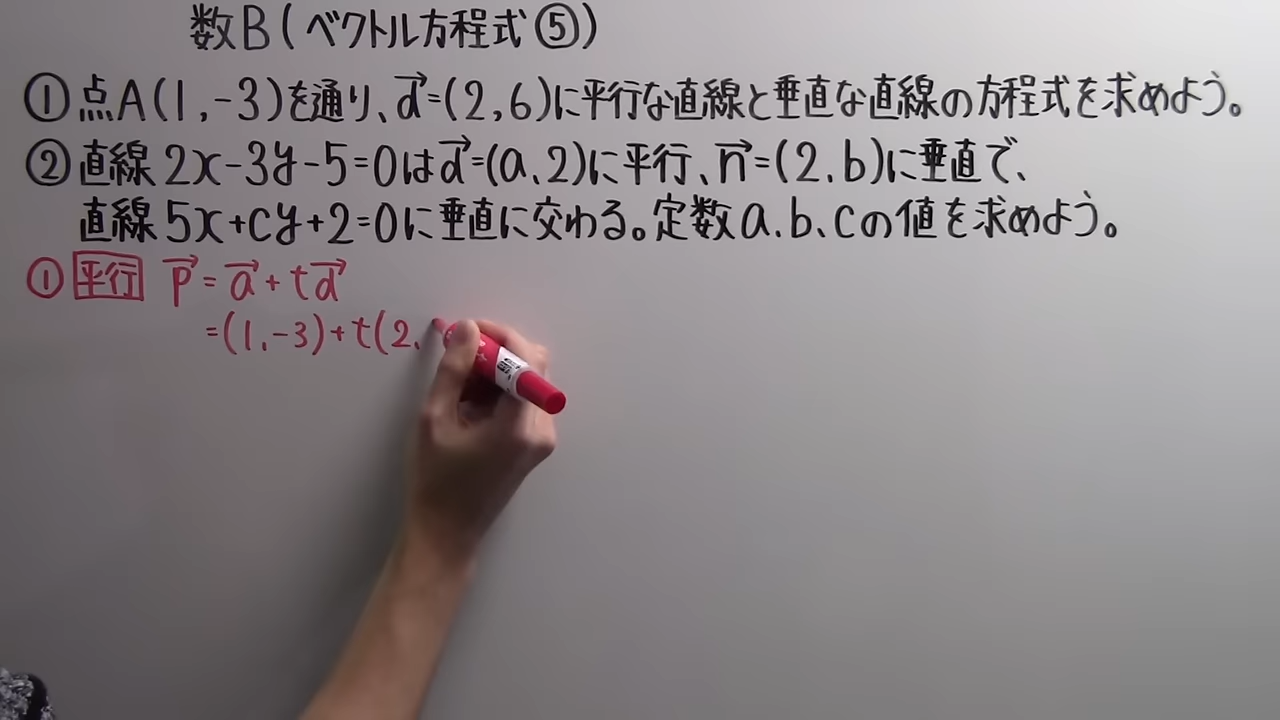 数B(ベクトル方程式⑤)
①点A(1,-3)を通り、d→=(2,6)に平行な直線と垂直な直線の方程式を求めよう。
②直線2x-3y-5=0はd→=(a,2)に平行、n→=(2,b)に垂直で、
直線5x+cy+2=0に垂直に交わる。定数a.b、cの値を求めよう。
① 平行 p→=a→+td→
=(1,-3)+t(2,